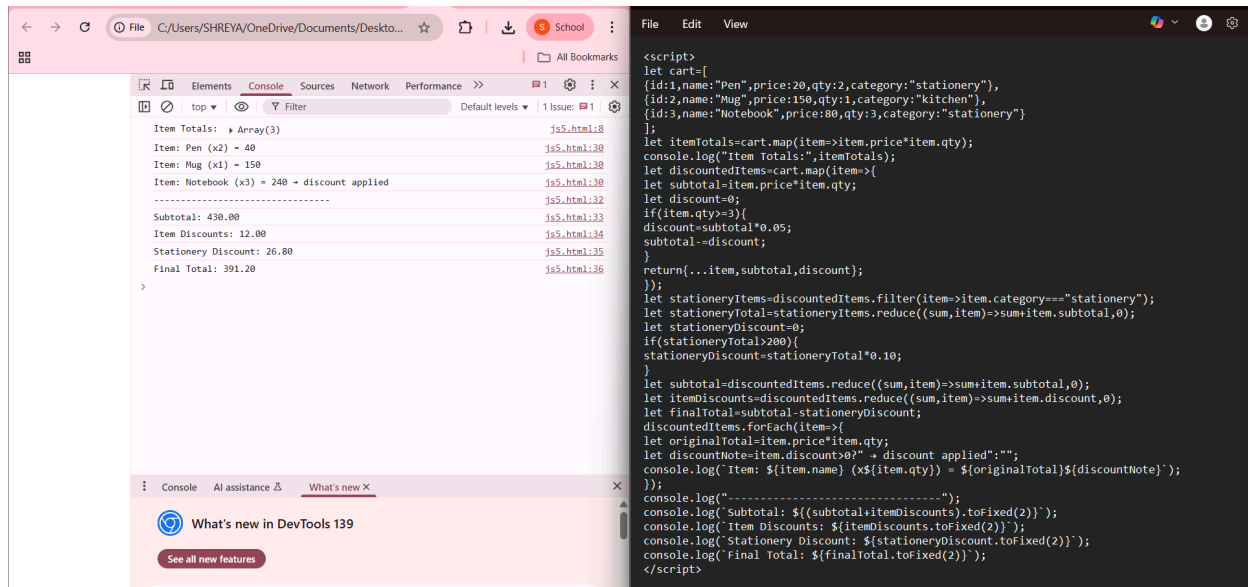 File C:/Users/SHREYA/OneDrive/Documents/Deskto... S School
All Bookmarks
Elements Console Sources Network Performance 1
top Filter Default levels 1 Issue: 1
Item Totals: Array(3) js5.html:8
Item: Pen (x2) = 40 js5.html:30
Item: Mug (x1) = 150 js5.html:30
Item: Notebook (x3) = 240 → discount applied js5.html:30
--------------------------------- js5.html:32
Subtotal: 430.00 js5.html:33
Item Discounts: 12.00 js5.html:34
Stationery Discount: 26.80 js5.html:35
Final Total: 391.20 js5.html:36
Console AI assistance What's new
What's new in DevTools 139
See all new features
File Edit View
<script>
let cart=[
{id:1,name:"Pen",price:20,qty:2,category:"stationery"},
{id:2,name:"Mug",price:150,qty:1,category:"kitchen"},
{id:3,name:"Notebook",price:80,qty:3,category:"stationery"}
];
let itemTotals=cart.map(item=>item.price*item.qty);
console.log("Item Totals:",itemTotals);
let discountedItems=cart.map(item=>{
let subtotal=item.price*item.qty;
let discount=0;
if(item.qty>=3){
discount=subtotal*0.05;
subtotal-=discount;
}
return{...item,subtotal,discount};
});
let stationeryItems=discountedItems.filter(item=>item.category==="stationery");
let stationeryTotal=stationeryItems.reduce((sum,item)=>sum+item.subtotal,0);
let stationeryDiscount=0;
if(stationeryTotal>200){
stationeryDiscount=stationeryTotal*0.10;
}
let subtotal=discountedItems.reduce((sum,item)=>sum+item.subtotal,0);
let itemDiscounts=discountedItems.reduce((sum,item)=>sum+item.discount,0);
let finalTotal=subtotal-stationeryDiscount;
discountedItems.forEach(item=>{
let originalTotal=item.price*item.qty;
let discountNote=item.discount>0?" → discount applied":"";
console.log(`Item: ${item.name} (x${item.qty}) = ${originalTotal}${discountNote}`);
});
console.log("---------------------------------");
console.log(`Subtotal: ${(subtotal+itemDiscounts).toFixed(2)}`);
console.log(`Item Discounts: ${itemDiscounts.toFixed(2)}`);
console.log(`Stationery Discount: ${stationeryDiscount.toFixed(2)}`);
console.log(`Final Total: ${finalTotal.toFixed(2)}`);
</script>